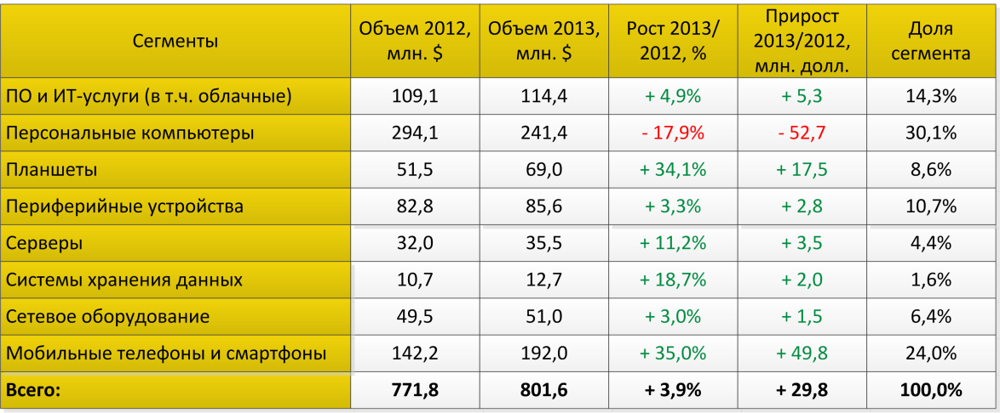 Сегменты Объем 2012, млн. $ Объем 2013, млн. $ Рост 2013/ 2012, % Прирост 2013/2012, млн. долл. Доля сегмента
ПО и ИТ-услуги (в т.ч. облачные) 109,1 114,4 + 4,9% + 5,3 14,3%
Персональные компьютеры 294,1 241,4 - 17,9% - 52,7 30,1%
Планшеты 51,5 69,0 + 34,1% + 17,5 8,6%
Периферийные устройства 82,8 85,6 + 3,3% + 2,8 10,7%
Серверы 32,0 35,5 + 11,2% + 3,5 4,4%
Системы хранения данных 10,7 12,7 + 18,7% + 2,0 1,6%
Сетевое оборудование 49,5 51,0 + 3,0% + 1,5 6,4%
Мобильные телефоны и смартфоны 142,2 192,0 + 35,0% + 49,8 24,0%
Всего: 771,8 801,6 + 3,9% + 29,8 100,0%